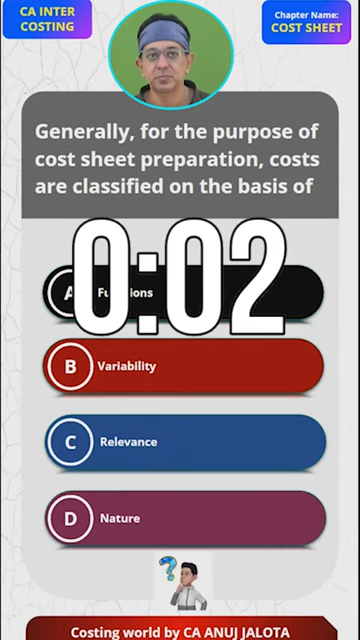 CA INTER
COSTING
Chapter Name:
COST SHEET
Generally, for the purpose of
cost sheet preparation, costs
are classified on the basis of
0:02
A
B
Variability
C
Relevance
D
Nature
?
Costing world by CA ANUJ JALOTA